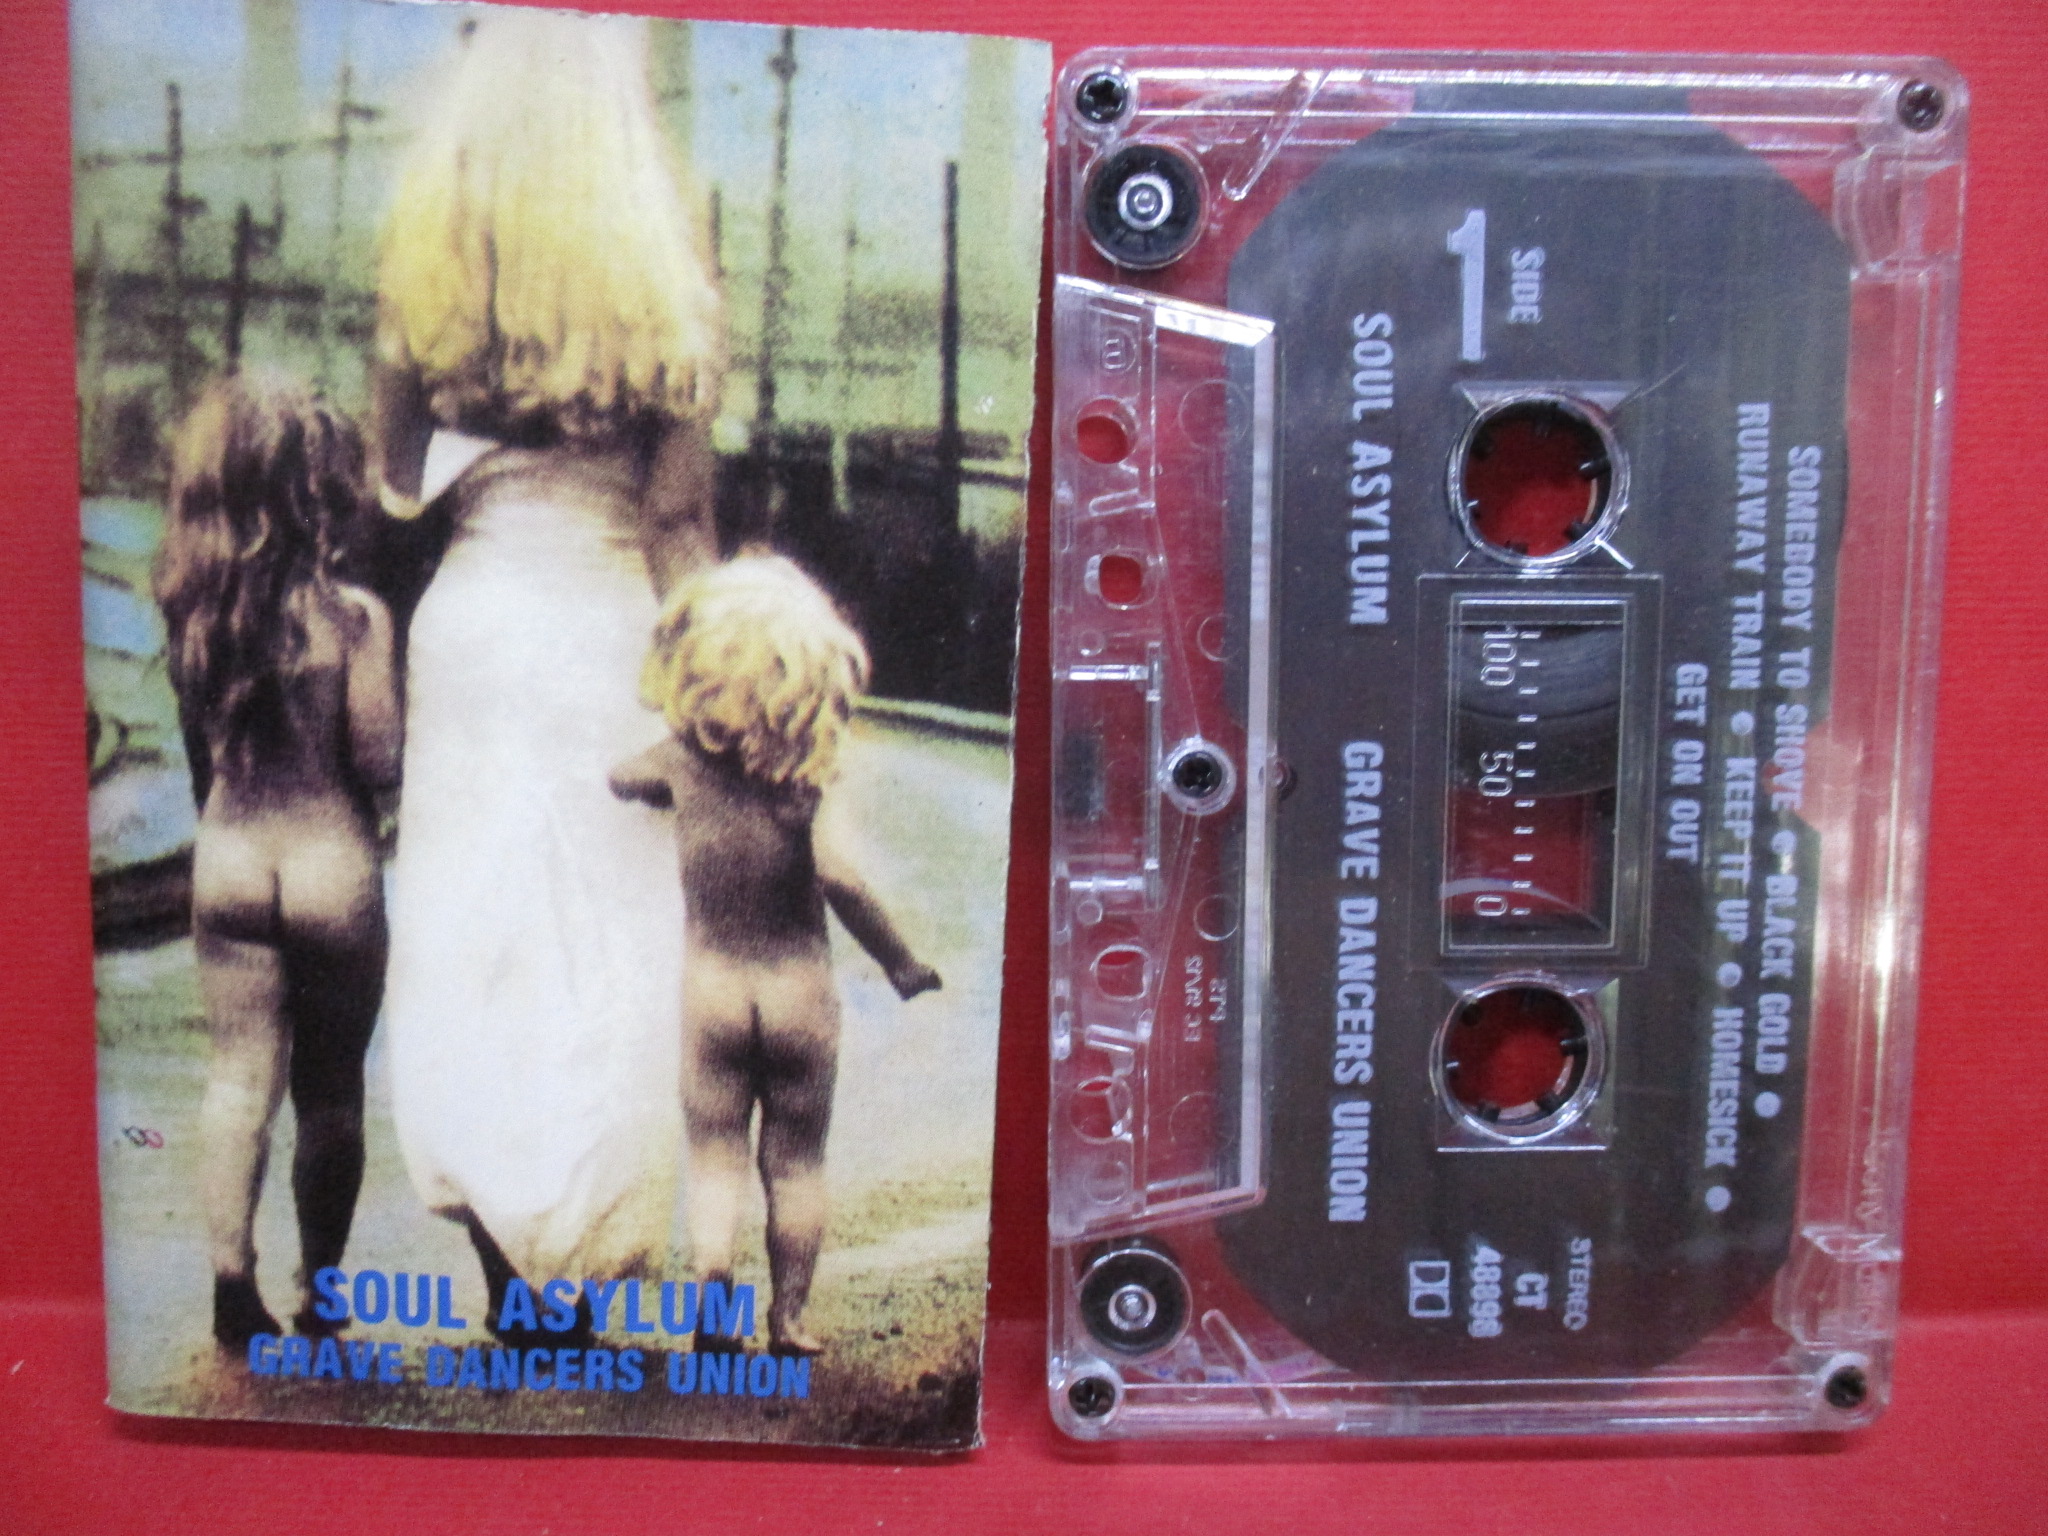 SOUL ASYLUM
GRAVE DANCERS UNION
SOMEBODY TO SHOVE ● BLACK GOLD ●
RUNAWAY TRAIN ● KEEP IT UP ● HOMESICK ●
GET ON OUT
SIDE
1
100 50 0
STEREO
CT
48898
SOUL ASYLUM GRAVE DANCERS UNION